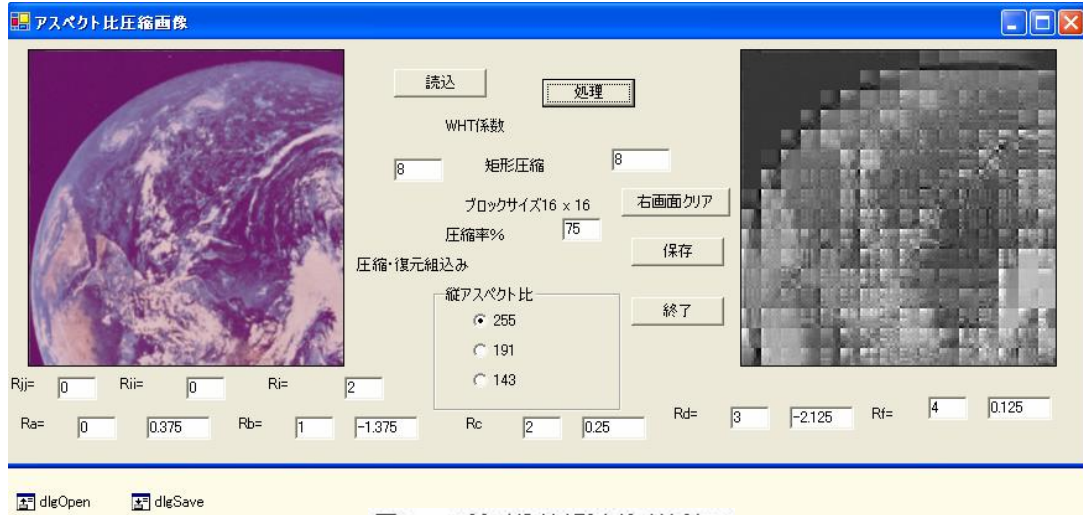 アスペクト比圧縮画像
読込
処理
WHT係数
8 矩形圧縮 8
ブロックサイズ16 x 16
右画面クリア
圧縮率% 75
保存
圧縮・復元組込み
縦アスペクト比
255
191
143
終了
Rjj= 0 Rii= 0 Ri= 2
Ra= 0 0.375 Rb= 1 -1.375 Rc 2 0.25 Rd= 3 -2.125 Rf= 4 0.125
dlgOpen dlgSave